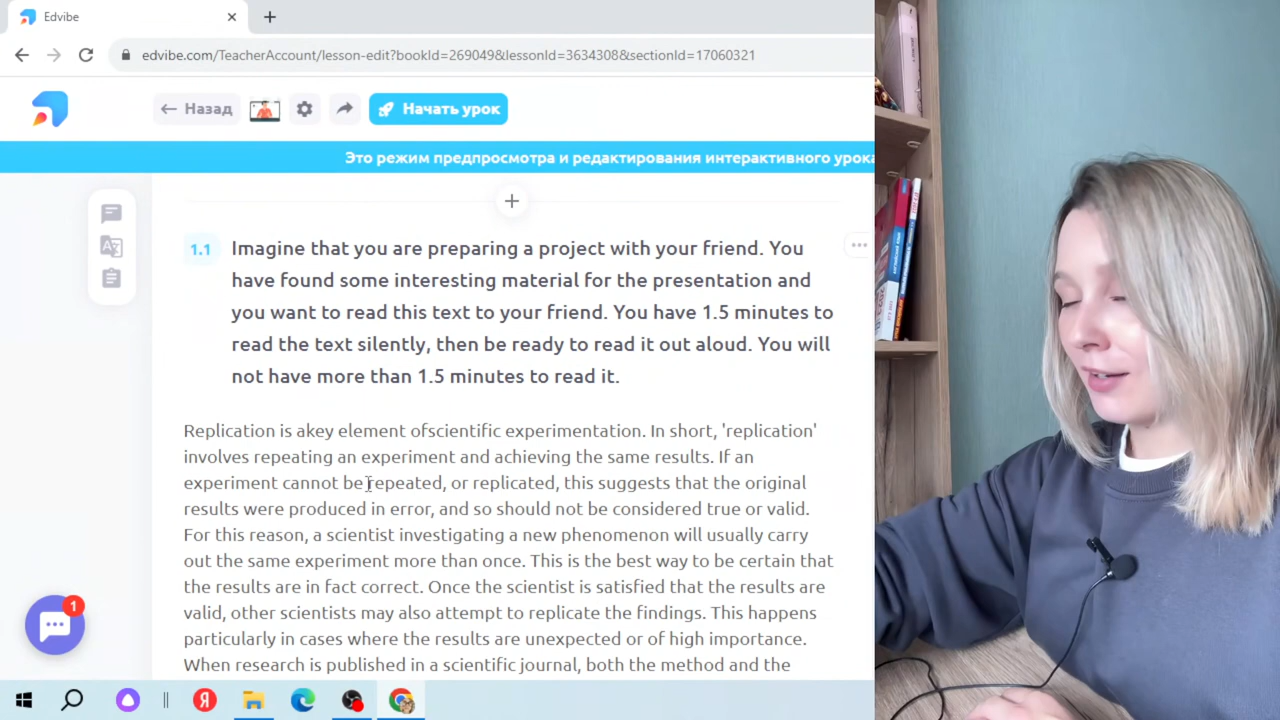 Edvibe
edvibe.com/TeacherAccount/lesson-edit?bookId=269049&lessonId=3634308&sectionId=17060321
Назад
Начать урок
Это режим предпросмотра и редактирования интерактивного урока
1.1 Imagine that you are preparing a project with your friend. You
have found some interesting material for the presentation and
you want to read this text to your friend. You have 1.5 minutes to
read the text silently, then be ready to read it out aloud. You will
not have more than 1.5 minutes to read it.
Replication is akey element ofscientific experimentation. In short, 'replication'
involves repeating an experiment and achieving the same results. If an
experiment cannot be repeated, or replicated, this suggests that the original
results were produced in error, and so should not be considered true or valid.
For this reason, a scientist investigating a new phenomenon will usually carry
out the same experiment more than once. This is the best way to be certain that
the results are in fact correct. Once the scientist is satisfied that the results are
valid, other scientists may also attempt to replicate the findings. This happens
particularly in cases where the results are unexpected or of high importance.
When research is published in a scientific journal, both the method and the
1
Я